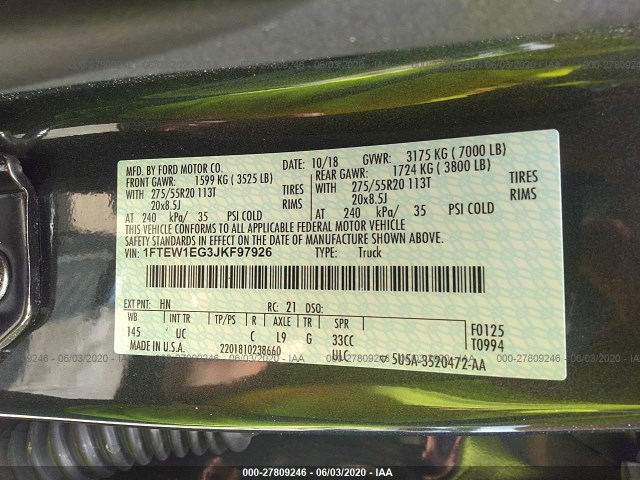 000-27809246 - 06/03/2020 - IAA
MFD. BY FORD MOTOR CO.
DATE: 10/18 GVWR: 3175 KG ( 7000 LB)
FRONT GAWR: 1599 KG ( 3525 LB)
REAR GAWR: 1724 KG ( 3800 LB)
WITH 275/55R20 113T TIRES
WITH 275/55R20 113T TIRES
20x8.5J RIMS
20x8.5J RIMS
AT 240 kPa/ 35 PSI COLD
AT 240 kPa/ 35 PSI COLD
THIS VEHICLE CONFORMS TO ALL APPLICABLE FEDERAL MOTOR VEHICLE
SAFETY AND THEFT PREVENTION STANDARDS IN EFFECT ON THE DATE OF MANUFACTURE SHOWN ABOVE.
VIN: 1FTEW1EG3JKF97926 TYPE: Truck
EXT PNT: HN RC: 21 DSO:
WB INT TR TP/PS R AXLE TR SPR F0125
145 UC C L9 G 33CC T0994
MADE IN U.S.A. 2201810238660 ULC 5U5A-3520472-AA
000-27809246 - 06/03/2020 - IAA